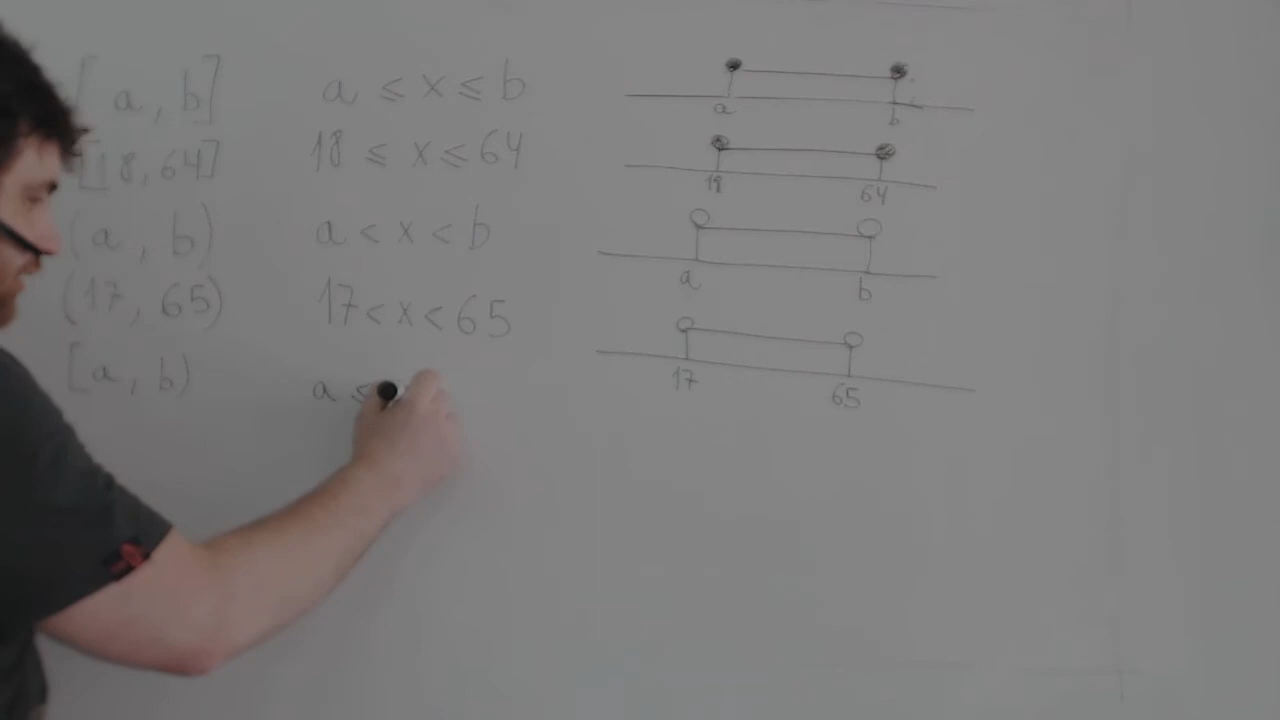 [a, b] a ≤ x ≤ b a b
[18, 64] 18 ≤ x ≤ 64 18 64
(a, b) a < x < b a b
(17, 65) 17 < x < 65 17 65
[a, b) a ≤